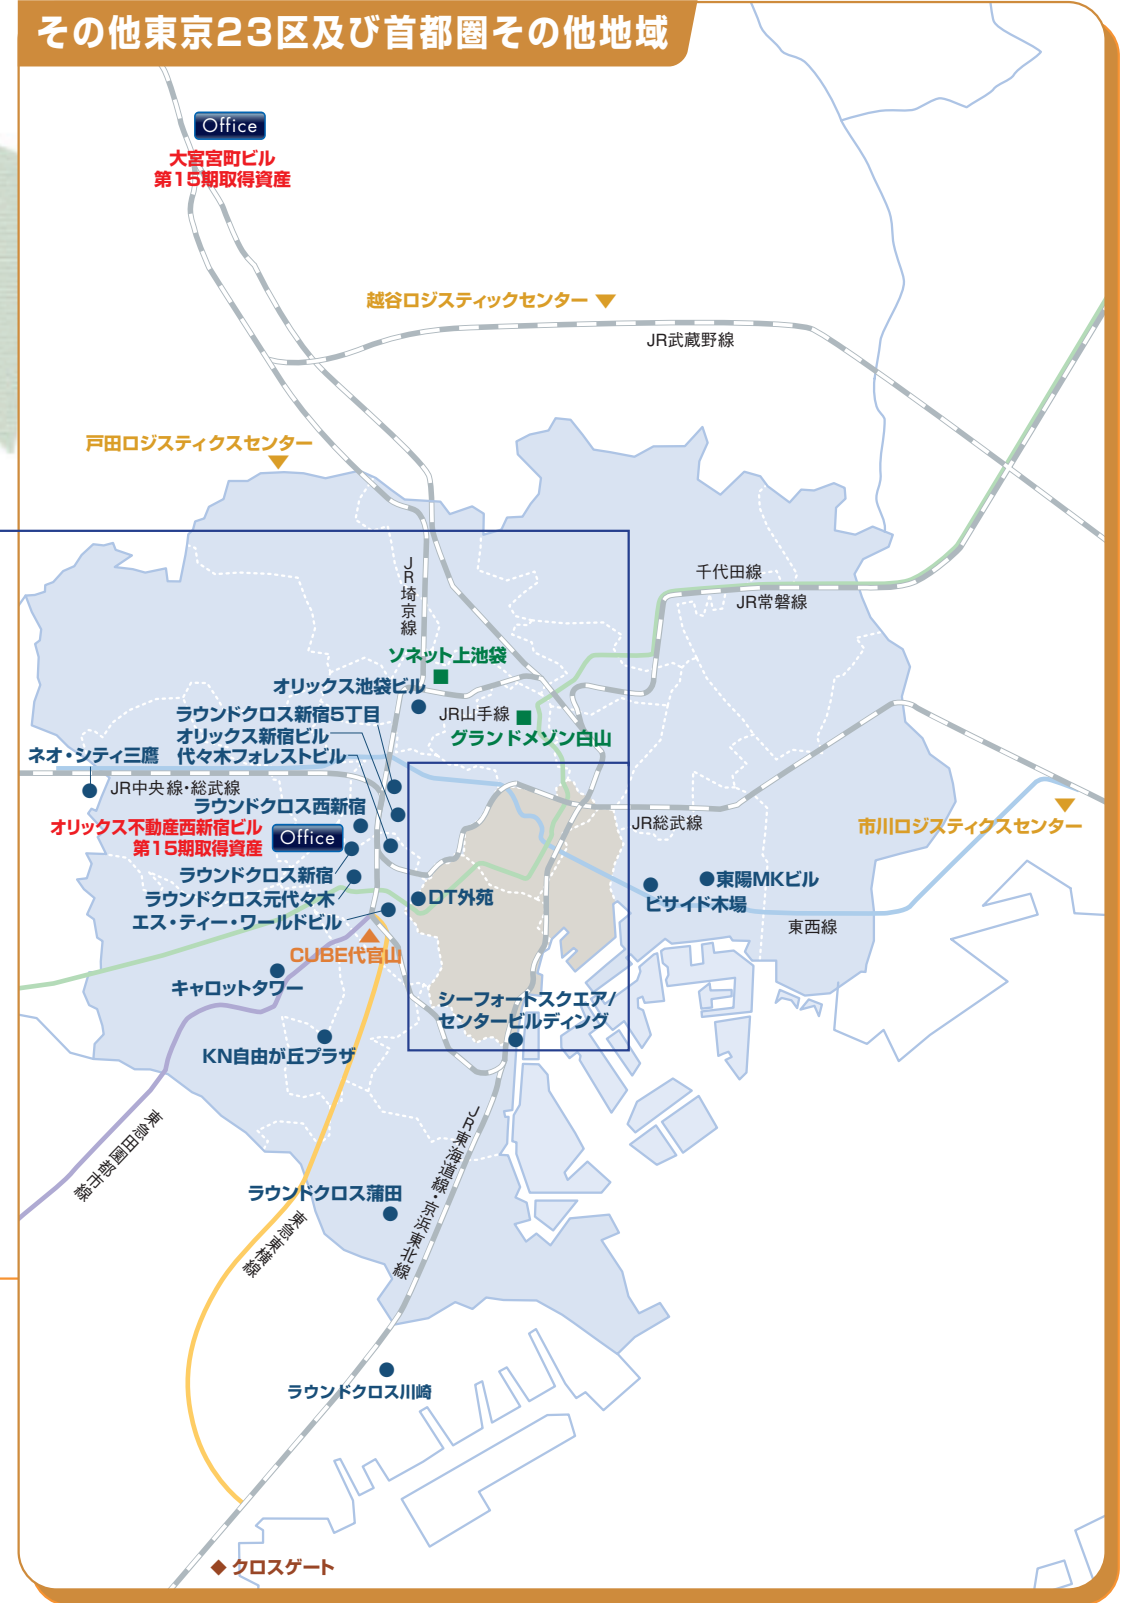 その他東京23区及び首都圏その他地域
Office
大宮宮町ビル
第15期取得資産
越谷ロジスティックセンター
JR武蔵野線
戸田ロジスティクスセンター
JR埼京線
千代田線
JR常磐線
ソネット上池袋
オリックス池袋ビル
ラウンドクロス新宿5丁目
JR山手線
オリックス新宿ビル
グランドメゾン白山
ネオ・シティ三鷹
代々木フォレストビル
JR中央線・総武線
ラウンドクロス西新宿
JR総武線
オリックス不動産西新宿ビル
第15期取得資産
Office
市川ロジスティクスセンター
ラウンドクロス新宿
ラウンドクロス元代々木
エス・ティー・ワールドビル
DT外苑
東陽MKビル
ビサイド木場
東西線
CUBE代官山
キャロットタワー
シーフォートスクエア/
センタービルディング
KN自由が丘プラザ
東急田園都市線
JR東海道線・京浜東北線
ラウンドクロス蒲田
東急東横線
ラウンドクロス川崎
クロスゲート